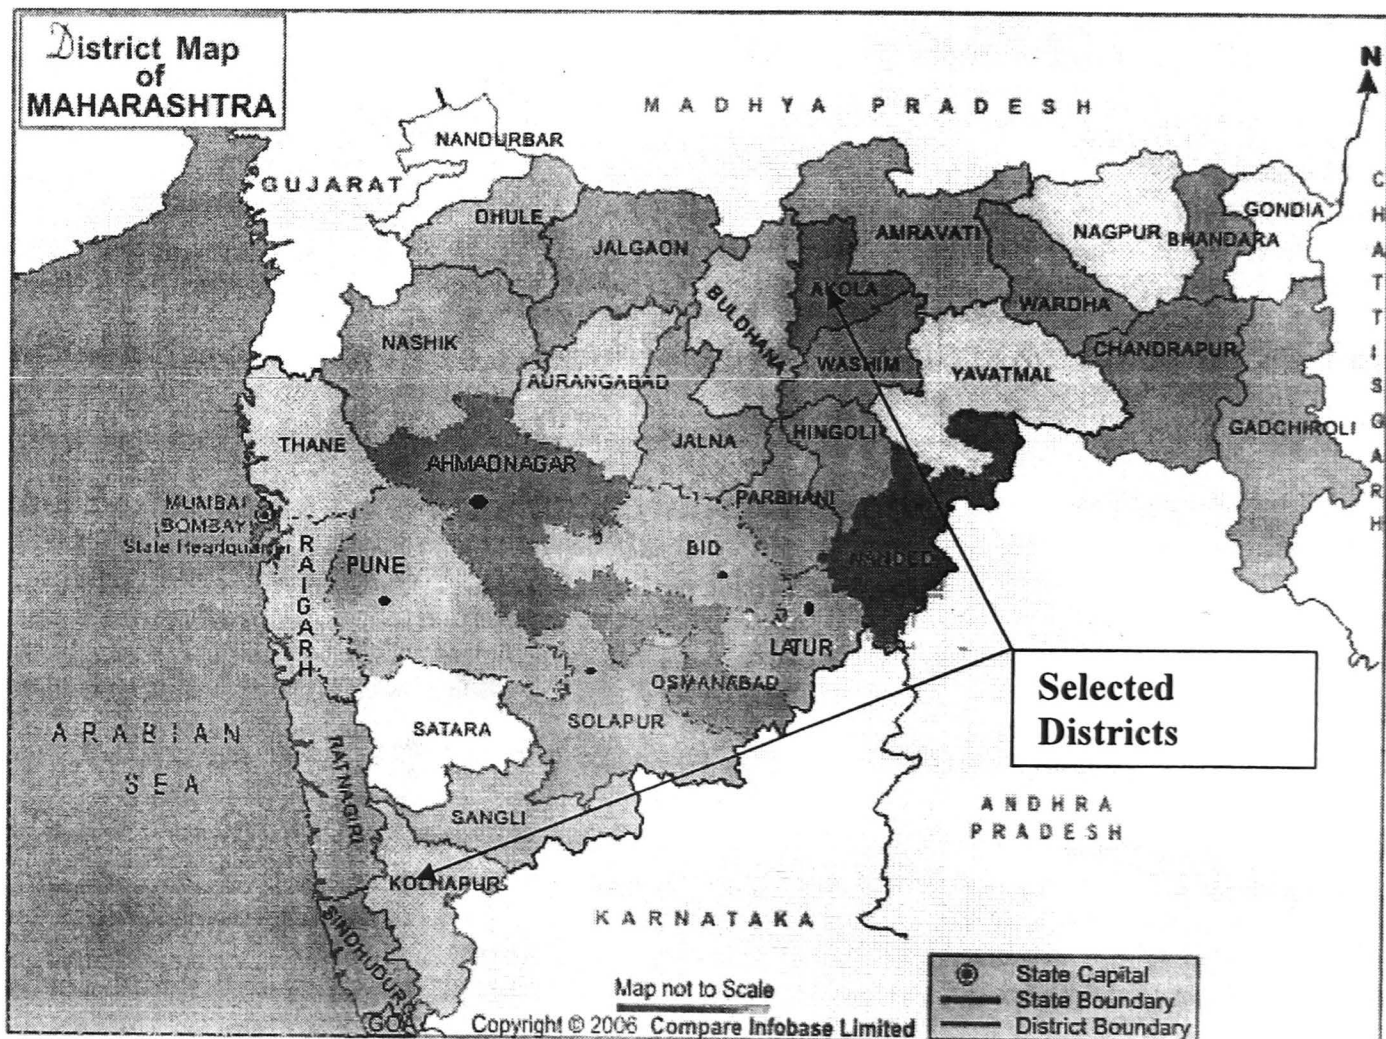 District Map
of
MAHARASHTRA
N
MADHYA PRADESH
NANDURBAR
GUJARAT
CHATTISGARH
DHULE
JALGAON
AMRAVATI
NAGPUR
BHANDARA
GONDIA
BULDHANA
AKOLA
WARDHA
NASHIK
WASHIM
CHANDRAPUR
AURANGABAD
YAVATMAL
THANE
JALNA
HINGOLI
GADCHIROLI
AHMADNAGAR
PARBHANI
MUMBAI
(BOMBAY)
State Headquarter
RAIGARH
PUNE
BID
NANDED
LATUR
OSMANABAD
Selected
Districts
SATARA
SOLAPUR
ARABIAN
SEA
RATNAGIRI
SANGLI
ANDHRA
PRADESH
KOLHAPUR
SINDHUDURG
KARNATAKA
GOA
Map not to Scale
Copyright © 2006 Compare Infobase Limited
State Capital
State Boundary
District Boundary